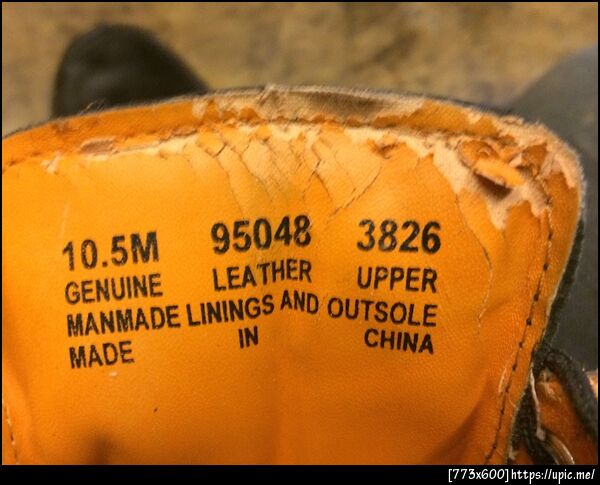 10.5M 95048 3826
GENUINE LEATHER UPPER
MANMADE LININGS AND OUTSOLE
MADE IN CHINA
[773x600]https://upic.me/